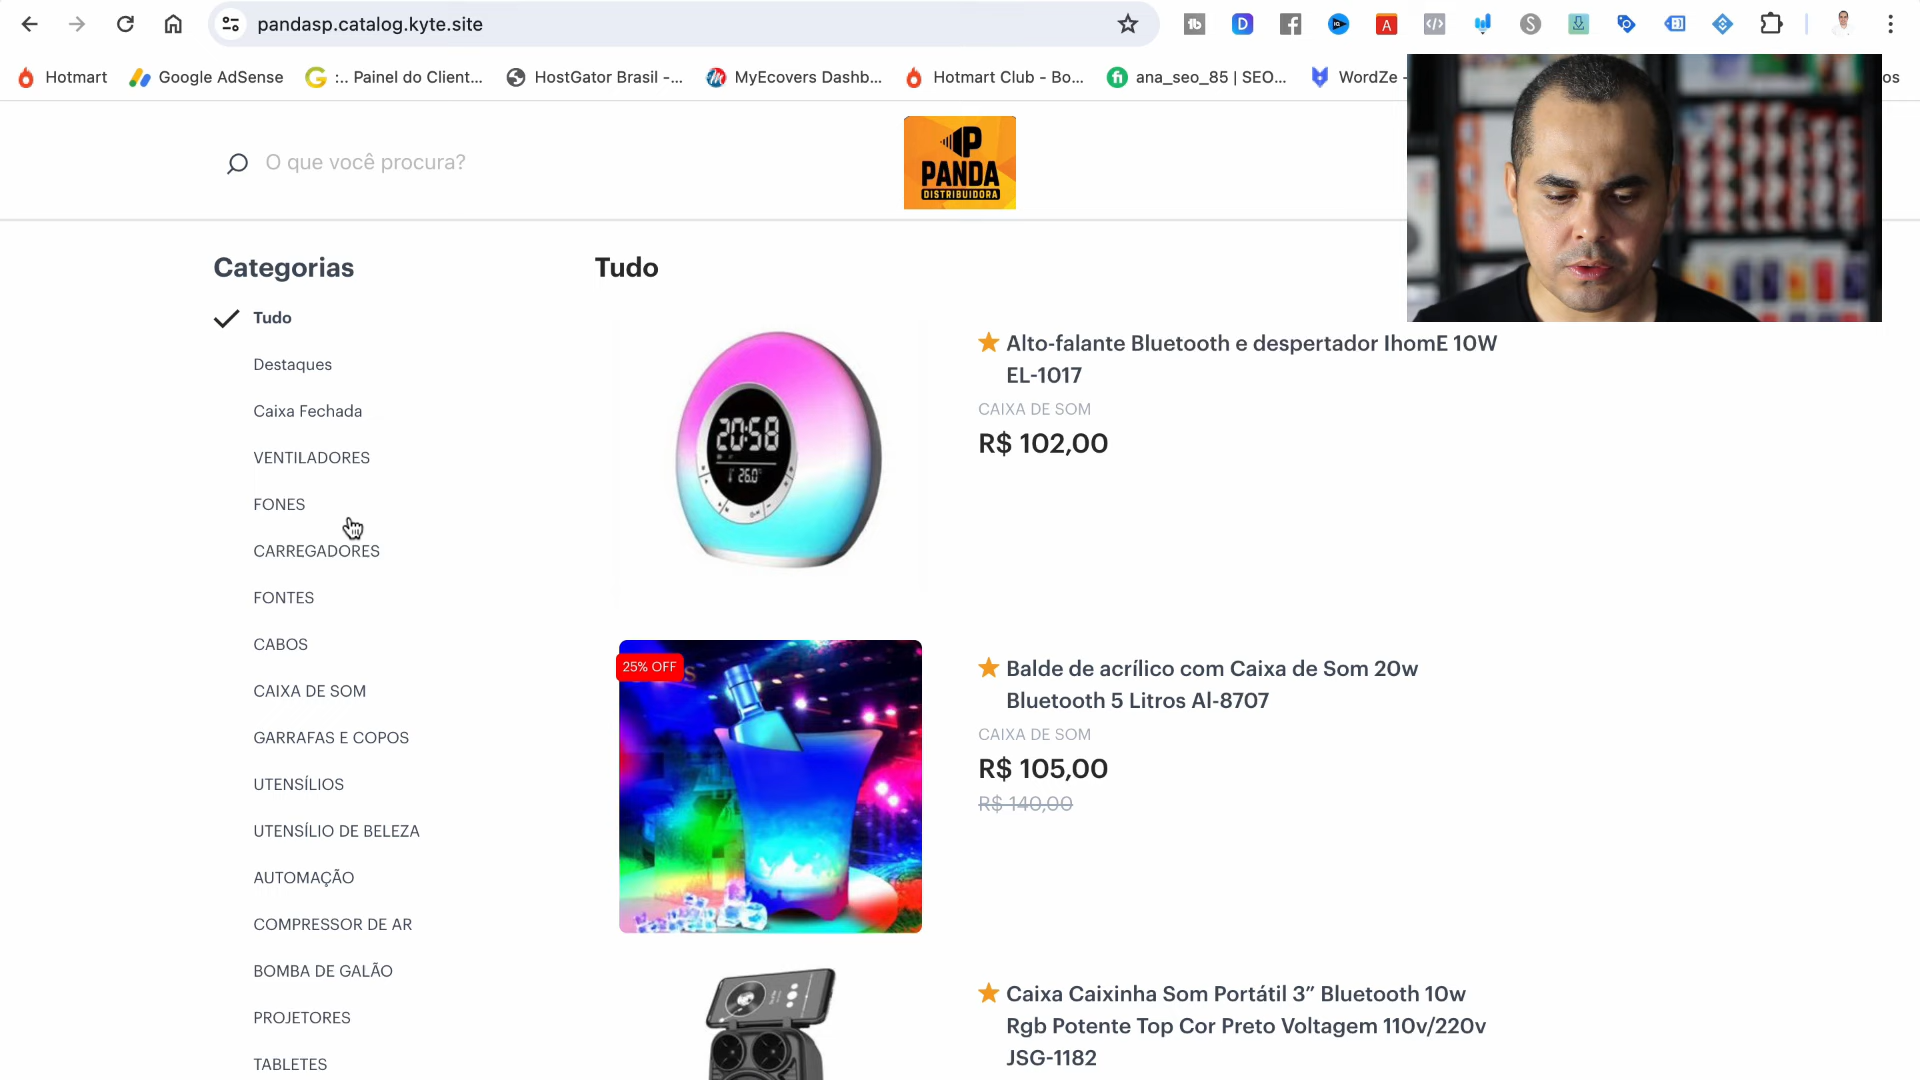 pandasp.catalog.kyte.site
Hotmart
Google AdSense
:.. Painel do Client...
HostGator Brasil -...
MyEcovers Dashb...
Hotmart Club - Bo...
ana_seo_85 | SEO...
WordZe -
os
O que você procura?
P
PANDA
DISTRIBUIDORA
Categorias
Tudo
Tudo
Destaques
Caixa Fechada
VENTILADORES
FONES
CARREGADORES
FONTES
CABOS
CAIXA DE SOM
GARRAFAS E COPOS
UTENSÍLIOS
UTENSÍLIO DE BELEZA
AUTOMAÇÃO
COMPRESSOR DE AR
BOMBA DE GALÃO
PROJETORES
TABLETES
20:58
26.0°
Alto-falante Bluetooth e despertador IhomE 10W
EL-1017
CAIXA DE SOM
R$ 102,00
25% OFF
Balde de acrílico com Caixa de Som 20w
Bluetooth 5 Litros Al-8707
CAIXA DE SOM
R$ 105,00
R$ 140,00
Caixa Caixinha Som Portátil 3” Bluetooth 10w
Rgb Potente Top Cor Preto Voltagem 110v/220v
JSG-1182